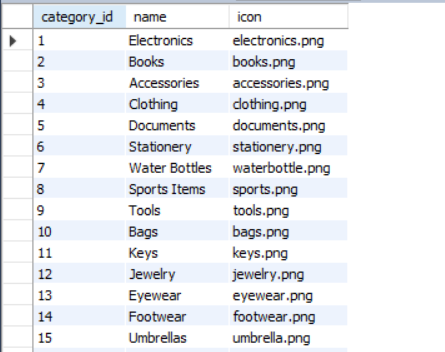 category_id name icon
1 Electronics electronics.png
2 Books books.png
3 Accessories accessories.png
4 Clothing clothing.png
5 Documents documents.png
6 Stationery stationery.png
7 Water Bottles waterbottle.png
8 Sports Items sports.png
9 Tools tools.png
10 Bags bags.png
11 Keys keys.png
12 Jewelry jewelry.png
13 Eyewear eyewear.png
14 Footwear footwear.png
15 Umbrellas umbrella.png